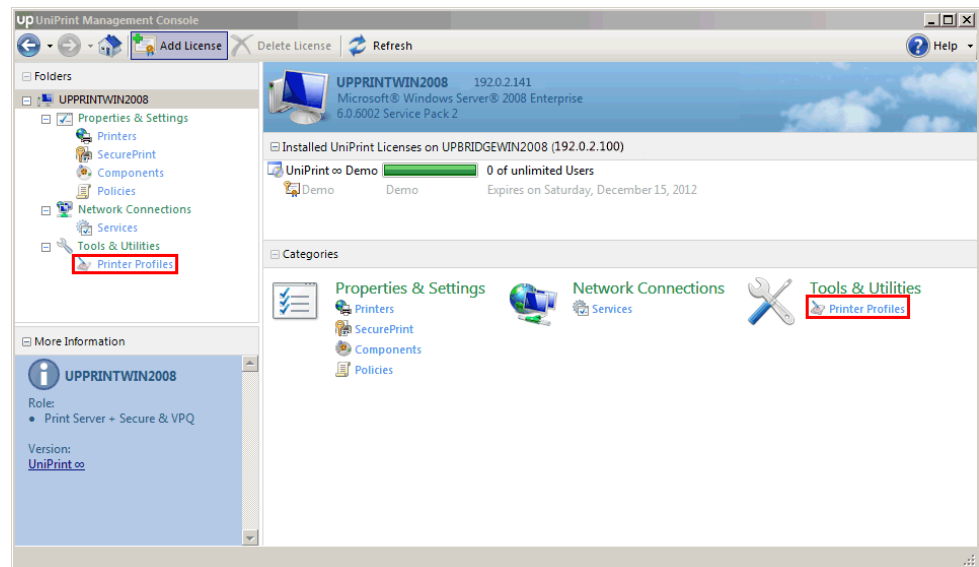 UP UniPrint Management Console
Add License Delete License Refresh Help
Folders
UPPRINTWIN2008
Properties & Settings
Printers
SecurePrint
Components
Policies
Network Connections
Services
Tools & Utilities
Printer Profiles
More Information
UPPRINTWIN2008
Role:
• Print Server + Secure & VPQ
Version:
UniPrint ∞
UPPRINTWIN2008 192.0.2.141
Microsoft® Windows Server® 2008 Enterprise
6.0.6002 Service Pack 2
Installed UniPrint Licenses on UPBRIDGEWIN2008 (192.0.2.100)
UniPrint ∞ Demo 0 of unlimited Users
Demo Demo Expires on Saturday, December 15, 2012
Categories
Properties & Settings
Printers
SecurePrint
Components
Policies
Network Connections
Services
Tools & Utilities
Printer Profiles